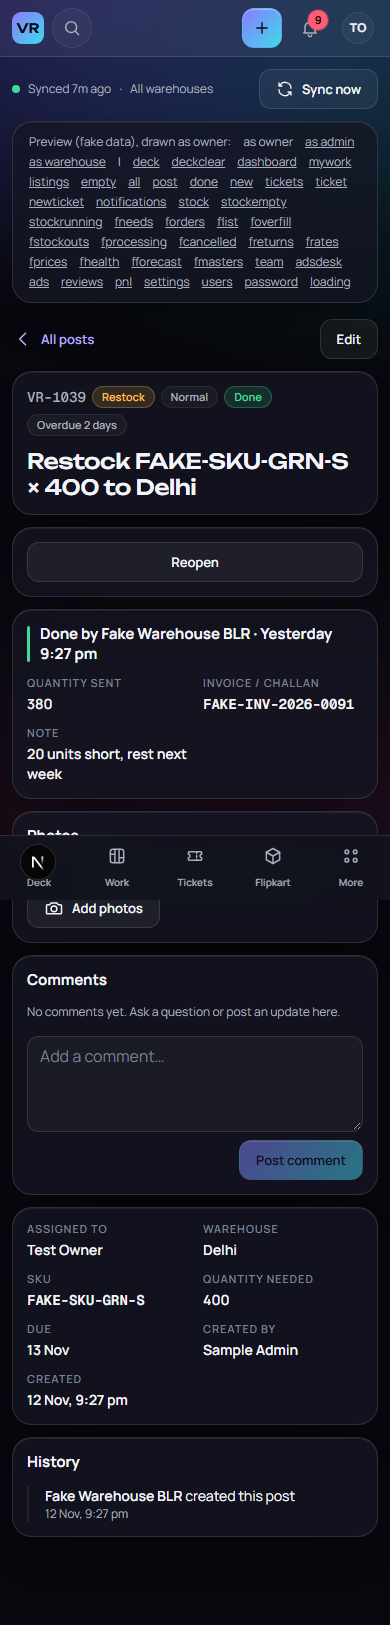 VR
9
TO
Synced 7m ago · All warehouses
Sync now
Preview (fake data), drawn as owner: as owner as admin
as warehouse | deck deckclear dashboard mywork
listings empty all post done new tickets ticket
newticket notifications stock stockempty
stockrunning fneeds forders flist foverfill
fstockouts fprocessing fcancelled freturns frates
fprices fhealth fforecast fmasters team adsdesk
ads reviews pnl settings users password loading
All posts
Edit
VR-1039 Restock Normal Done
Overdue 2 days
Restock FAKE-SKU-GRN-S
× 400 to Delhi
Reopen
Done by Fake Warehouse BLR · Yesterday
9:27 pm
QUANTITY SENT INVOICE / CHALLAN
380 FAKE-INV-2026-0091
NOTE
20 units short, rest next
week
Photos
N
Deck Work Tickets Flipkart More
Add photos
Comments
No comments yet. Ask a question or post an update here.
Add a comment...
Post comment
ASSIGNED TO WAREHOUSE
Test Owner Delhi
SKU QUANTITY NEEDED
FAKE-SKU-GRN-S 400
DUE CREATED BY
13 Nov Sample Admin
CREATED
12 Nov, 9:27 pm
History
Fake Warehouse BLR created this post
12 Nov, 9:27 pm